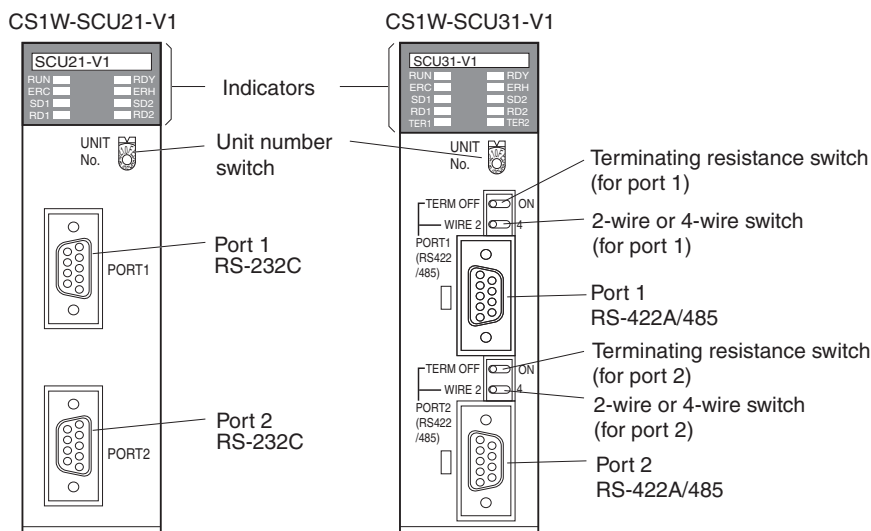 CS1W-SCU21-V1
SCU21-V1
RUN RDY
ERC ERH
SD1 SD2
RD1 RD2
UNIT
No.
PORT1
PORT2
Indicators
Unit number
switch
Port 1
RS-232C
Port 2
RS-232C
CS1W-SCU31-V1
SCU31-V1
RUN RDY
ERC ERH
SD1 SD2
RD1 RD2
TER1 TER2
UNIT
No.
TERM OFF ON
WIRE 2 4
PORT1
(RS422
/485)
TERM OFF ON
WIRE 2 4
PORT2
(RS422
/485)
Terminating resistance switch
(for port 1)
2-wire or 4-wire switch
(for port 1)
Port 1
RS-422A/485
Terminating resistance switch
(for port 2)
2-wire or 4-wire switch
(for port 2)
Port 2
RS-422A/485